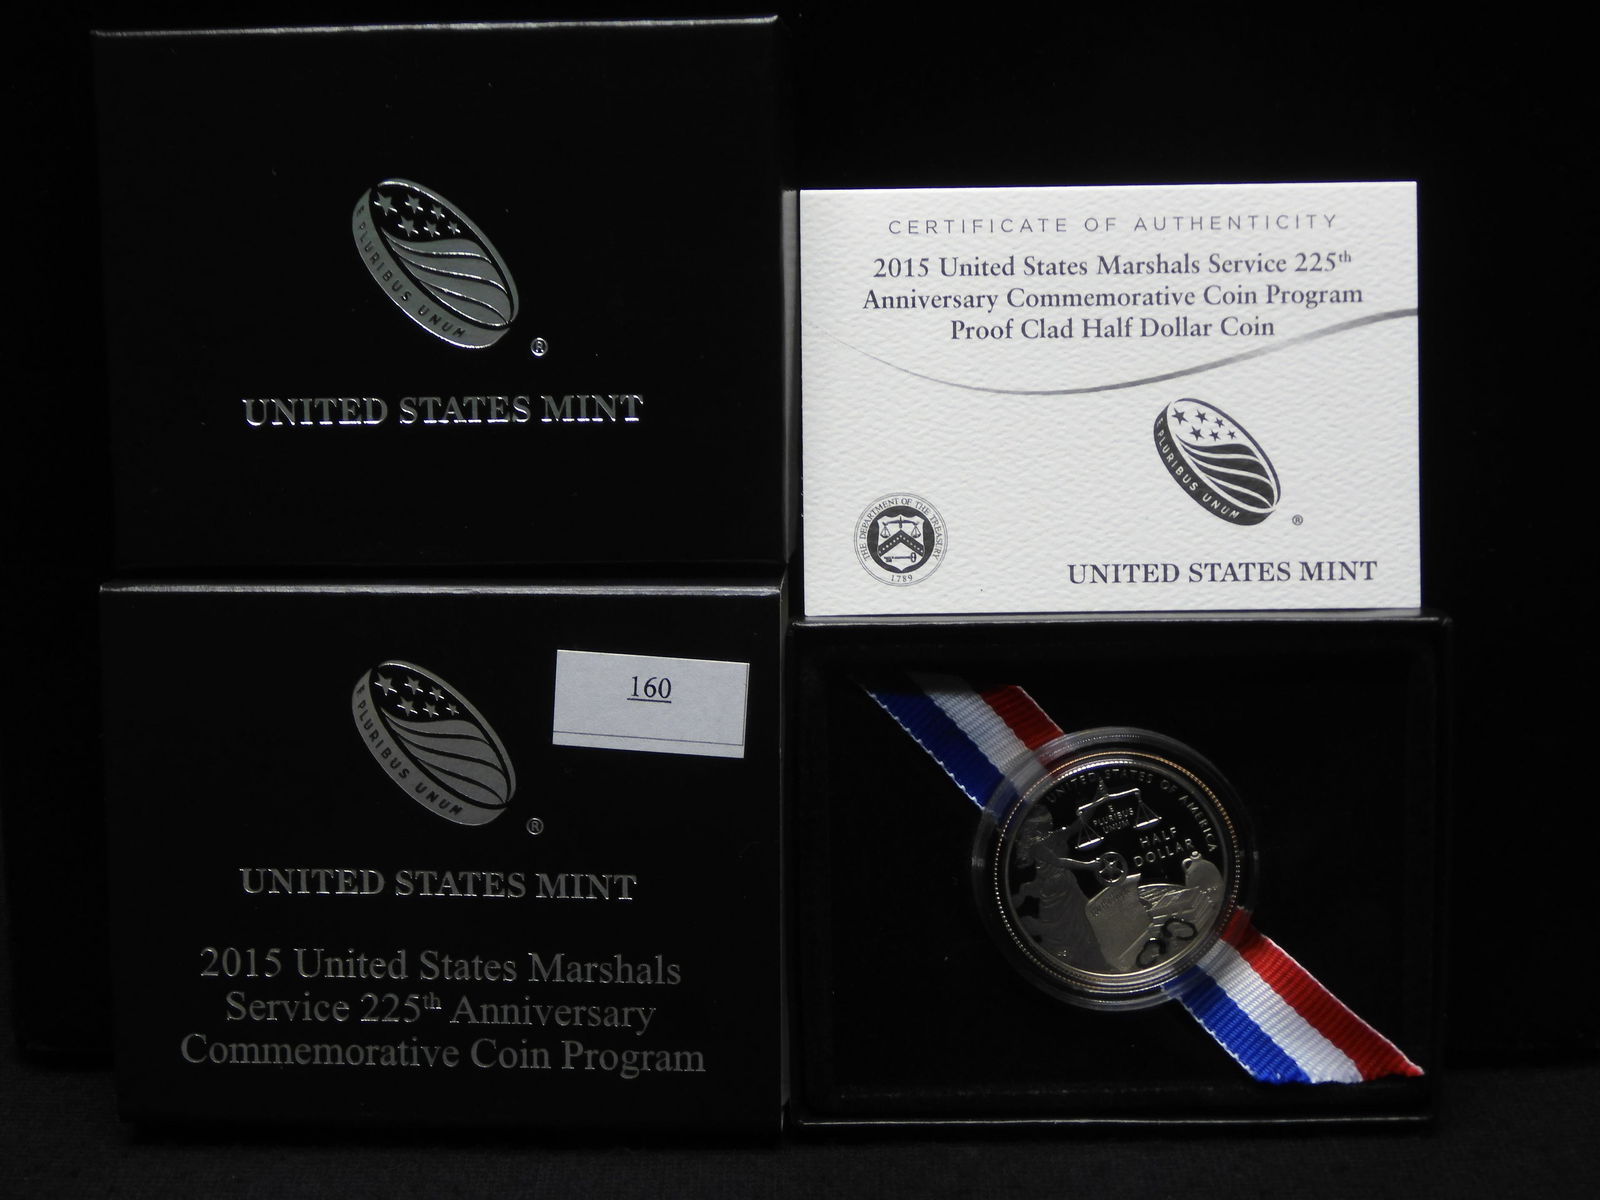 E PLURIBUS UNUM
®
UNITED STATES MINT
CERTIFICATE OF AUTHENTICITY
2015 United States Marshals Service 225th
Anniversary Commemorative Coin Program
Proof Clad Half Dollar Coin
E PLURIBUS UNUM
®
THE DEPARTMENT OF THE TREASURY
1789
UNITED STATES MINT
E PLURIBUS UNUM
®
160
UNITED STATES MINT
2015 United States Marshals
Service 225th Anniversary
Commemorative Coin Program
UNITED STATES OF AMERICA
E
PLURIBUS
UNUM
HALF
DOLLAR